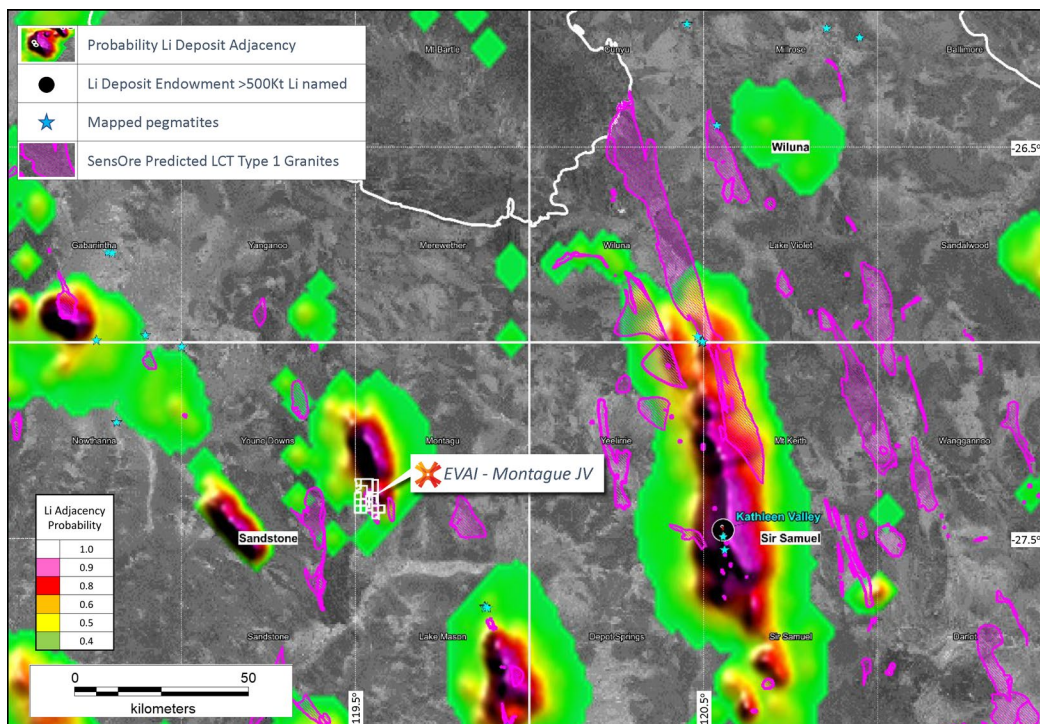 Probability Li Deposit Adjacency
Li Deposit Endowment >500Kt Li named
Mapped pegmatites
SensOre Predicted LCT Type 1 Granites
Mt Bartle
Cunyu
Millrose
Ballimore
Wiluna
-26.5°
Gabanintha
Yanganoo
Merewether
Wiluna
Lake Violet
Sandalwood
Nowthanna
Youno Downs
Montagu
Yeelirrie
Mt Keith
Wanggannoo
EVAI - Montague JV
Li Adjacency
Probability
1.0
0.9
0.8
0.6
0.5
0.4
Sandstone
Kathleen Valley
Sir Samuel
-27.5°
Sandstone
Lake Mason
Depot Springs
Sir Samuel
Darlot
0
50
kilometers
119.5°
120.5°